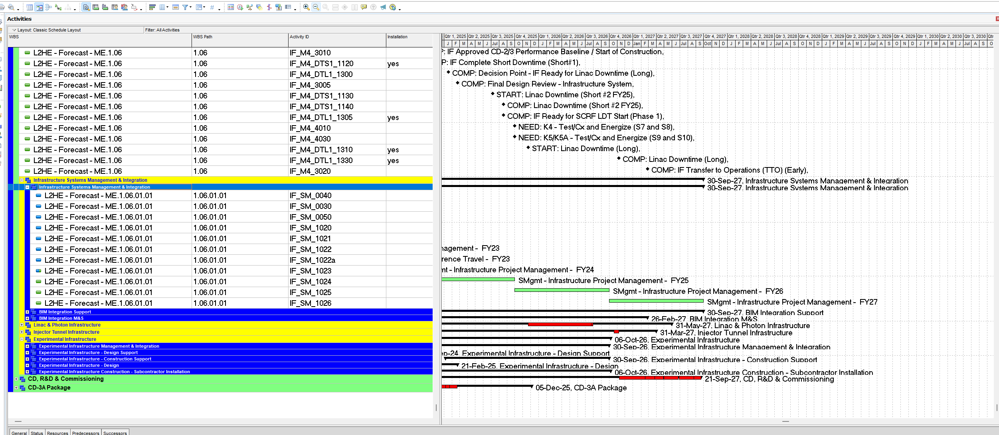 Activities
Layout: Classic Schedule Layout Filter: All Activities
WBS WBS Path Activity ID Installation
Qtr 1, 2025 Qtr 2, 2025 Qtr 3, 2025 Qtr 4, 2025 Qtr 1, 2026 Qtr 2, 2026 Qtr 3, 2026 Qtr 4, 2026 Qtr 1, 2027 Qtr 2, 2027 Qtr 3, 2027 Qtr 4, 2027 Qtr 1, 2028 Qtr 2, 2028 Qtr 3, 2028 Qtr 4, 2028 Qtr 1, 2029 Qtr 2, 2029 Qtr 3, 2029 Qtr 4, 2029 Qtr 1, 2030 Qtr 2, 2030 Qtr 3, 2030 Qtr
J F M A M J Jul A S O N D J F M A M J Jul A S O N D Jan F M A M J Jul A S Oct N D J F M A M J Jul A S O N D J F M A M J Jul A S O N D J F M A M J Jul A S O
L2HE - Forecast - ME.1.06 1.06 IF_M4_3010 P: IF Approved CD-2/3 Performance Baseline / Start of Construction,
L2HE - Forecast - ME.1.06 1.06 IF_M4_DTS1_1120 yes P: IF Complete Short Downtime (Short#1),
L2HE - Forecast - ME.1.06 1.06 IF_M4_DTL1_1300 COMP: Decision Point - IF Ready for Linac Downtime (Long),
L2HE - Forecast - ME.1.06 1.06 IF_M4_3005 COMP: Final Design Review - Infrastructure System,
L2HE - Forecast - ME.1.06 1.06 IF_M4_DTS1_1130 START: Linac Downtime (Short #2 FY25),
L2HE - Forecast - ME.1.06 1.06 IF_M4_DTS1_1140 COMP: Linac Downtime (Short #2 FY25),
L2HE - Forecast - ME.1.06 1.06 IF_M4_DTL1_1305 yes COMP: IF Ready for SCRF LDT Start (Phase 1),
L2HE - Forecast - ME.1.06 1.06 IF_M4_4010 NEED: K4 - Test/Cx and Energize (S7 and S8),
L2HE - Forecast - ME.1.06 1.06 IF_M4_4030 NEED: K5/K5A - Test/Cx and Energize (S9 and S10),
L2HE - Forecast - ME.1.06 1.06 IF_M4_DTL1_1310 yes START: Linac Downtime (Long),
L2HE - Forecast - ME.1.06 1.06 IF_M4_DTL1_1330 yes COMP: Linac Downtime (Long),
L2HE - Forecast - ME.1.06 1.06 IF_M4_3020 COMP: IF Transfer to Operations (TTO) (Early),
Infrastructure Systems Management & Integration 30-Sep-27, Infrastructure Systems Management & Integration
Infrastructure Systems Management & Integration 30-Sep-27, Infrastructure Systems Management & Integration
L2HE - Forecast - ME.1.06.01.01 1.06.01.01 IF_SM_0040
L2HE - Forecast - ME.1.06.01.01 1.06.01.01 IF_SM_0030
L2HE - Forecast - ME.1.06.01.01 1.06.01.01 IF_SM_0050
L2HE - Forecast - ME.1.06.01.01 1.06.01.01 IF_SM_1020
L2HE - Forecast - ME.1.06.01.01 1.06.01.01 IF_SM_1021
L2HE - Forecast - ME.1.06.01.01 1.06.01.01 IF_SM_1022 nagement - FY23
L2HE - Forecast - ME.1.06.01.01 1.06.01.01 IF_SM_1022a rence Travel - FY23
L2HE - Forecast - ME.1.06.01.01 1.06.01.01 IF_SM_1023 mt - Infrastructure Project Management - FY24
L2HE - Forecast - ME.1.06.01.01 1.06.01.01 IF_SM_1024 SMgmt - Infrastructure Project Management - FY25
L2HE - Forecast - ME.1.06.01.01 1.06.01.01 IF_SM_1025 SMgmt - Infrastructure Project Management - FY26
L2HE - Forecast - ME.1.06.01.01 1.06.01.01 IF_SM_1026 SMgmt - Infrastructure Project Management - FY27
BIM Integration Support 30-Sep-27, BIM Integration Support
BIM Integration M&S 26-Feb-27, BIM Integration M&S
Linac & Photon Infrastructure 31-May-27, Linac & Photon Infrastructure
Injector Tunnel Infrastructure 31-Mar-27, Injector Tunnel Infrastructure
Experimental Infrastructure 06-Oct-26, Experimental Infrastructure
Experimental Infrastructure Management & Integration 30-Sep-26, Experimental Infrastructure Management & Integration
Experimental Infrastructure - Design Support ep-24, Experimental Infrastructure - Design Support
Experimental Infrastructure - Construction Support 30-Sep-26, Experimental Infrastructure - Construction Support
Experimental Infrastructure - Design 21-Feb-25, Experimental Infrastructure - Design
Experimental Infrastructure Construction - Subcontractor Installation 06-Oct-26, Experimental Infrastructure Construction - Subcontractor Installation
CD, R&D & Commissioning 21-Sep-27, CD, R&D & Commissioning
CD-3A Package 05-Dec-25, CD-3A Package
General Status Resources Predecessors Successors